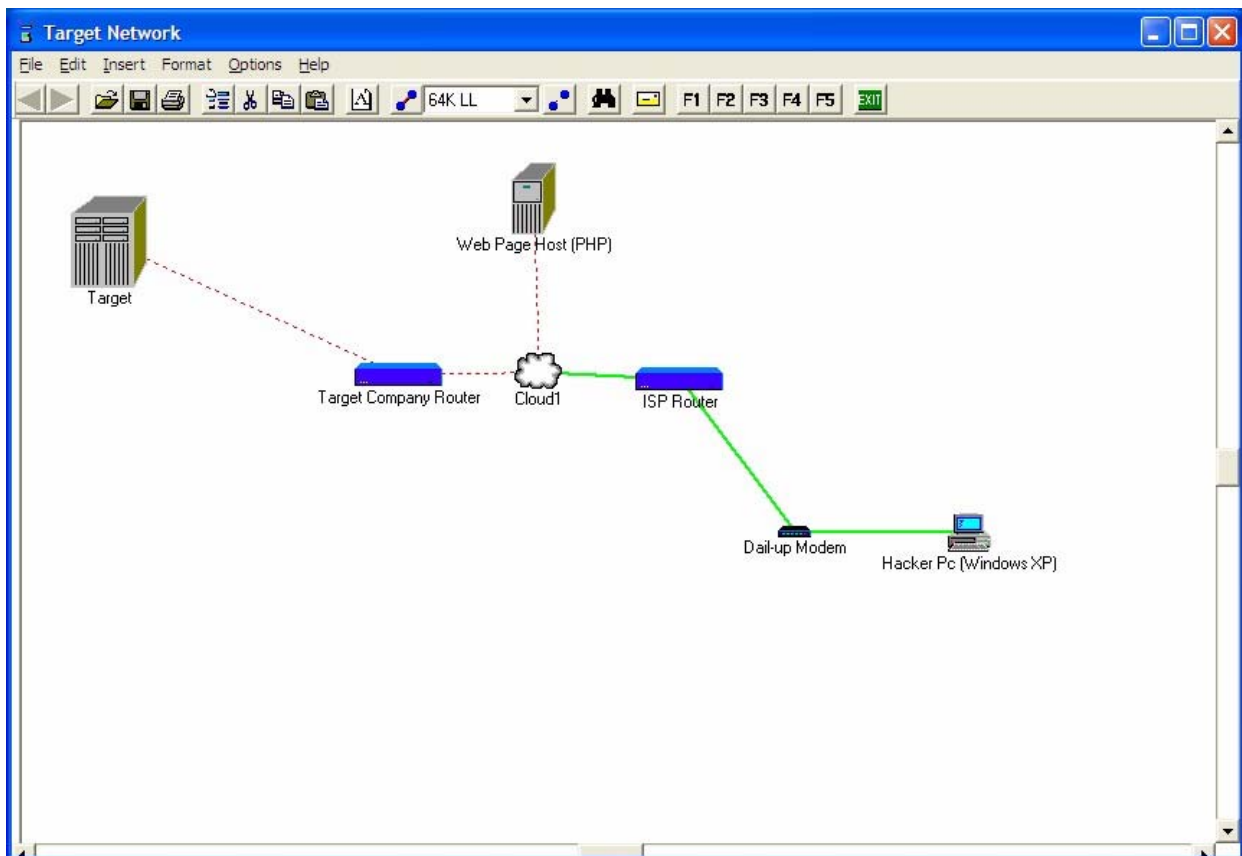 Target Network
File Edit Insert Format Options Help
64K LL F1 F2 F3 F4 F5 EXIT
Web Page Host (PHP)
Target
Target Company Router Cloud1 ISP Router
Dail-up Modem
Hacker Pc (Windows XP)